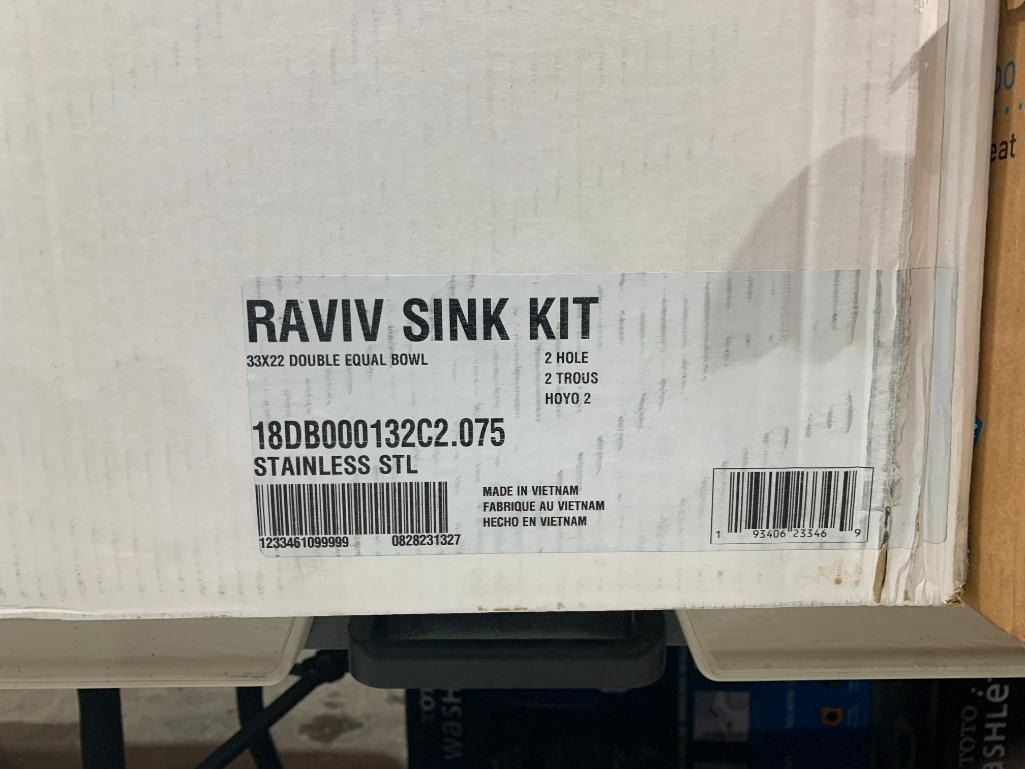 RAVIV SINK KIT
33X22 DOUBLE EQUAL BOWL
2 HOLE
2 TROUS
HOYO 2
18DB000132C2.075
STAINLESS STL
MADE IN VIETNAM
FABRIQUE AU VIETNAM
HECHO EN VIETNAM
1233461099999 0828231327
1 93406 23346 9
TOTO